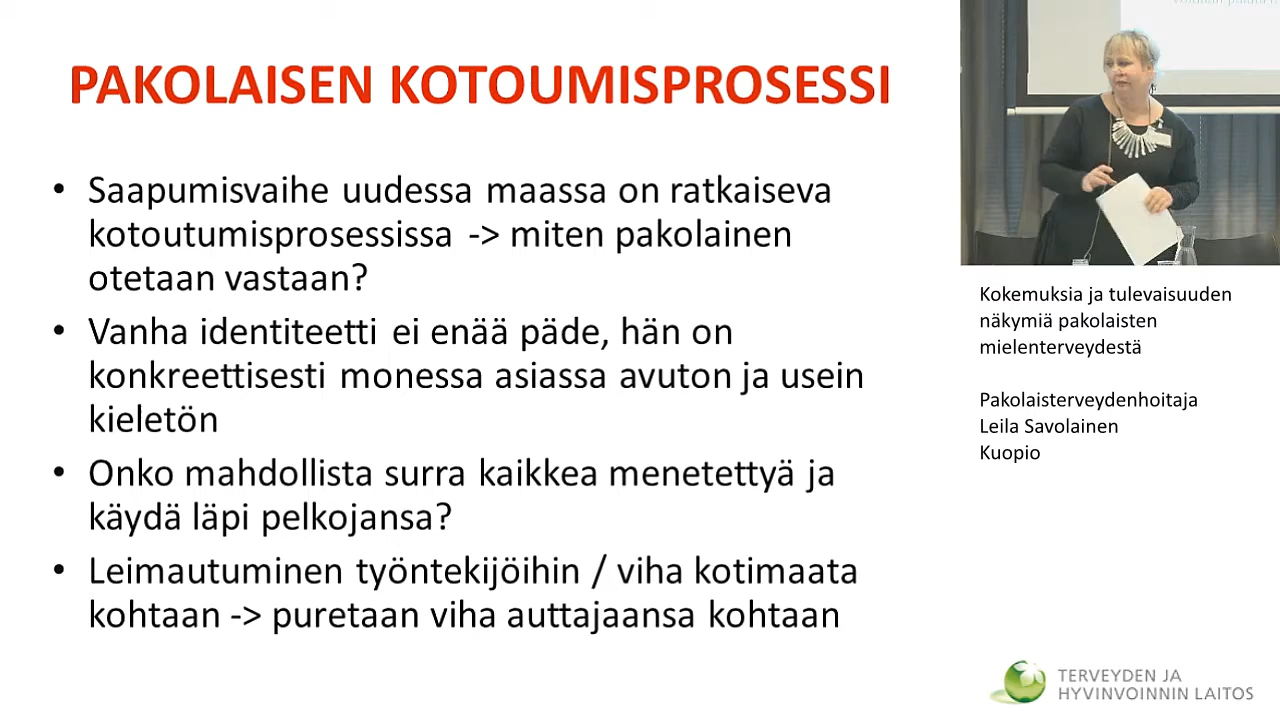 PAKOLAISEN KOTOUMISPROSESSI
• Saapumisvaihe uudessa maassa on ratkaiseva
kotoutumisprosessissa -> miten pakolainen
otetaan vastaan?
• Vanha identiteetti ei enää päde, hän on
konkreettisesti monessa asiassa avuton ja usein
kieletön
• Onko mahdollista surra kaikkea menetettyä ja
käydä läpi pelkojansa?
• Leimautuminen työntekijöihin / viha kotimaata
kohtaan -> puretaan viha auttajaansa kohtaan
Kokemuksia ja tulevaisuuden
näkymiä pakolaisten
mielenterveydestä
Pakolaisterveydenhoitaja
Leila Savolainen
Kuopio
TERVEYDEN JA
HYVINVOINNIN LAITOS